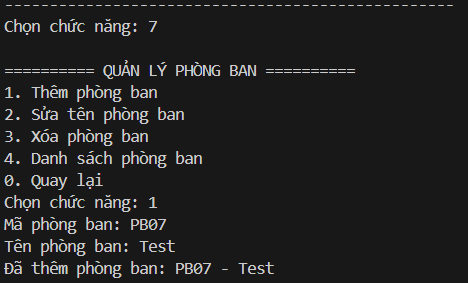 --------------------------------------------------
Chọn chức năng: 7
========== QUẢN LÝ PHÒNG BAN ==========
1. Thêm phòng ban
2. Sửa tên phòng ban
3. Xóa phòng ban
4. Danh sách phòng ban
0. Quay lại
Chọn chức năng: 1
Mã phòng ban: PB07
Tên phòng ban: Test
Đã thêm phòng ban: PB07 - Test